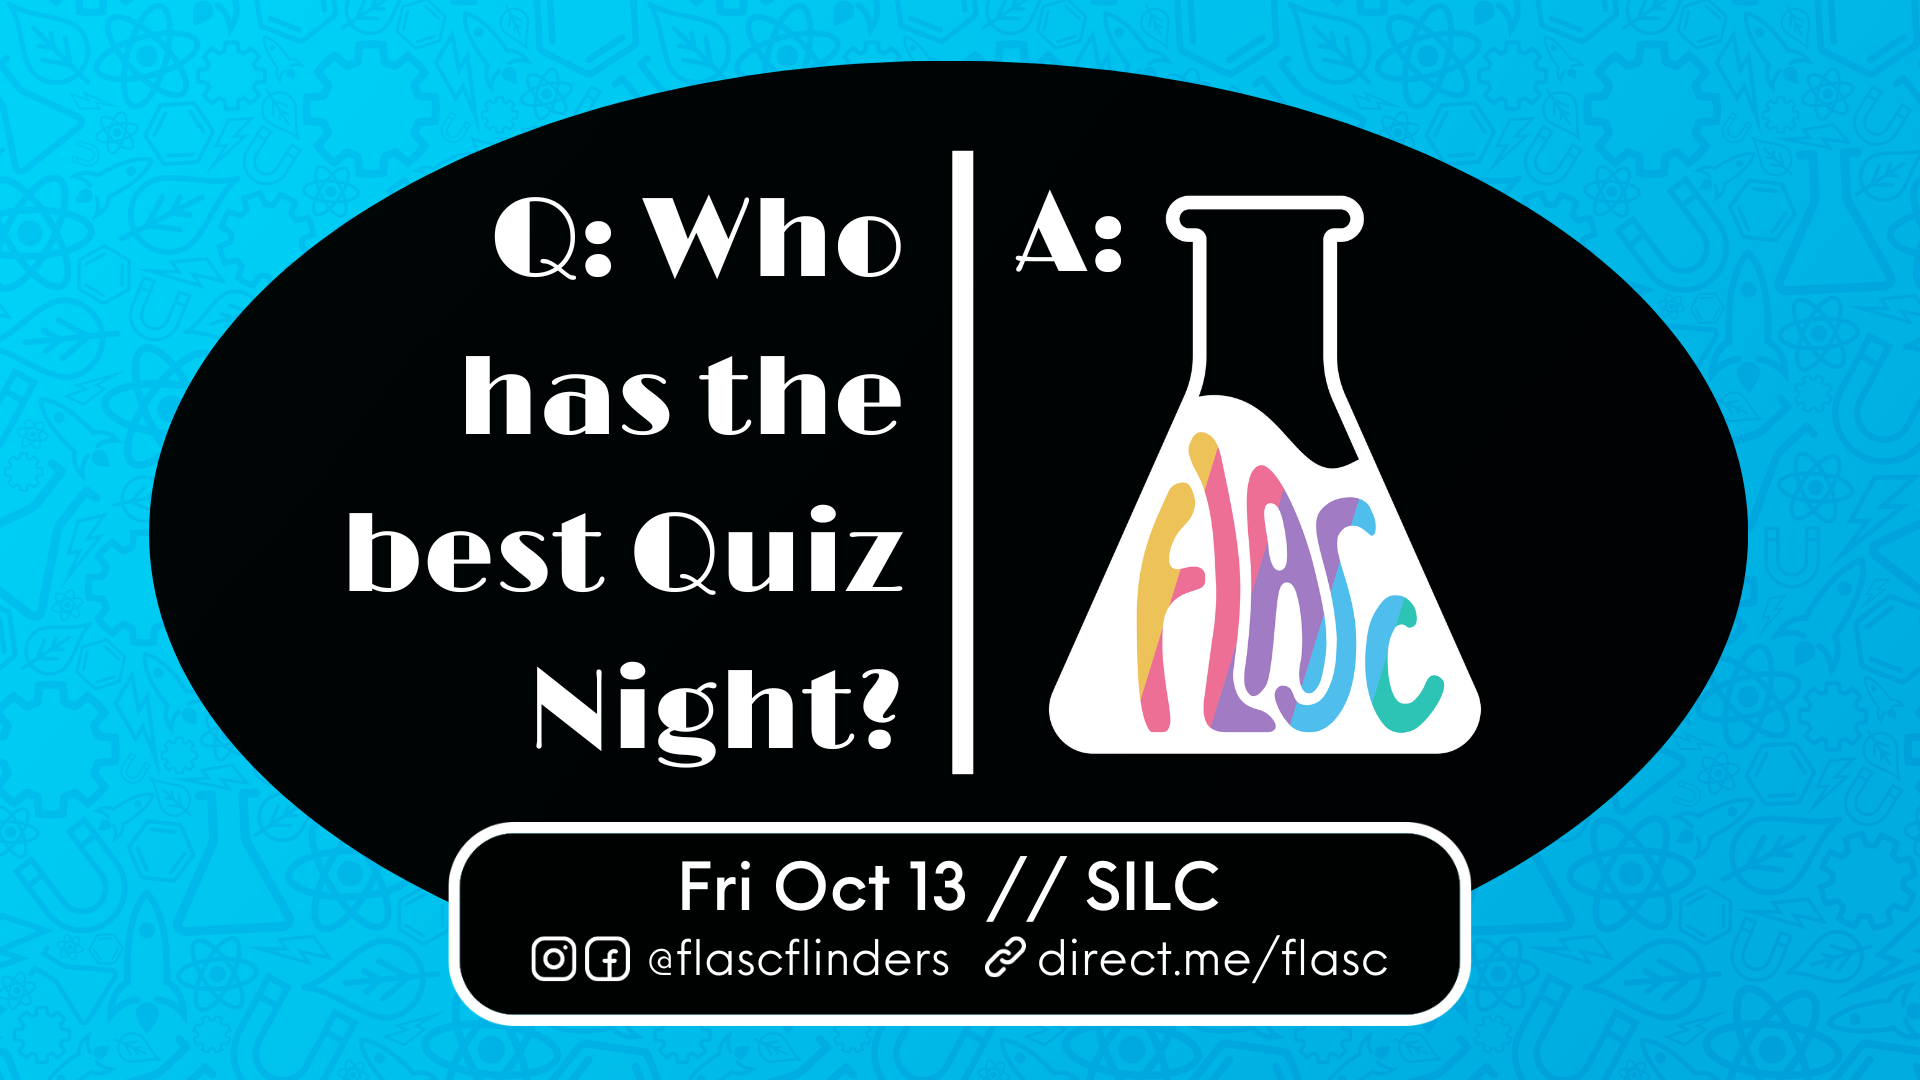 Q: Who
has the
best Quiz
Night?
A:
FLASC
Fri Oct 13 // SILC
@flascflinders direct.me/flasc